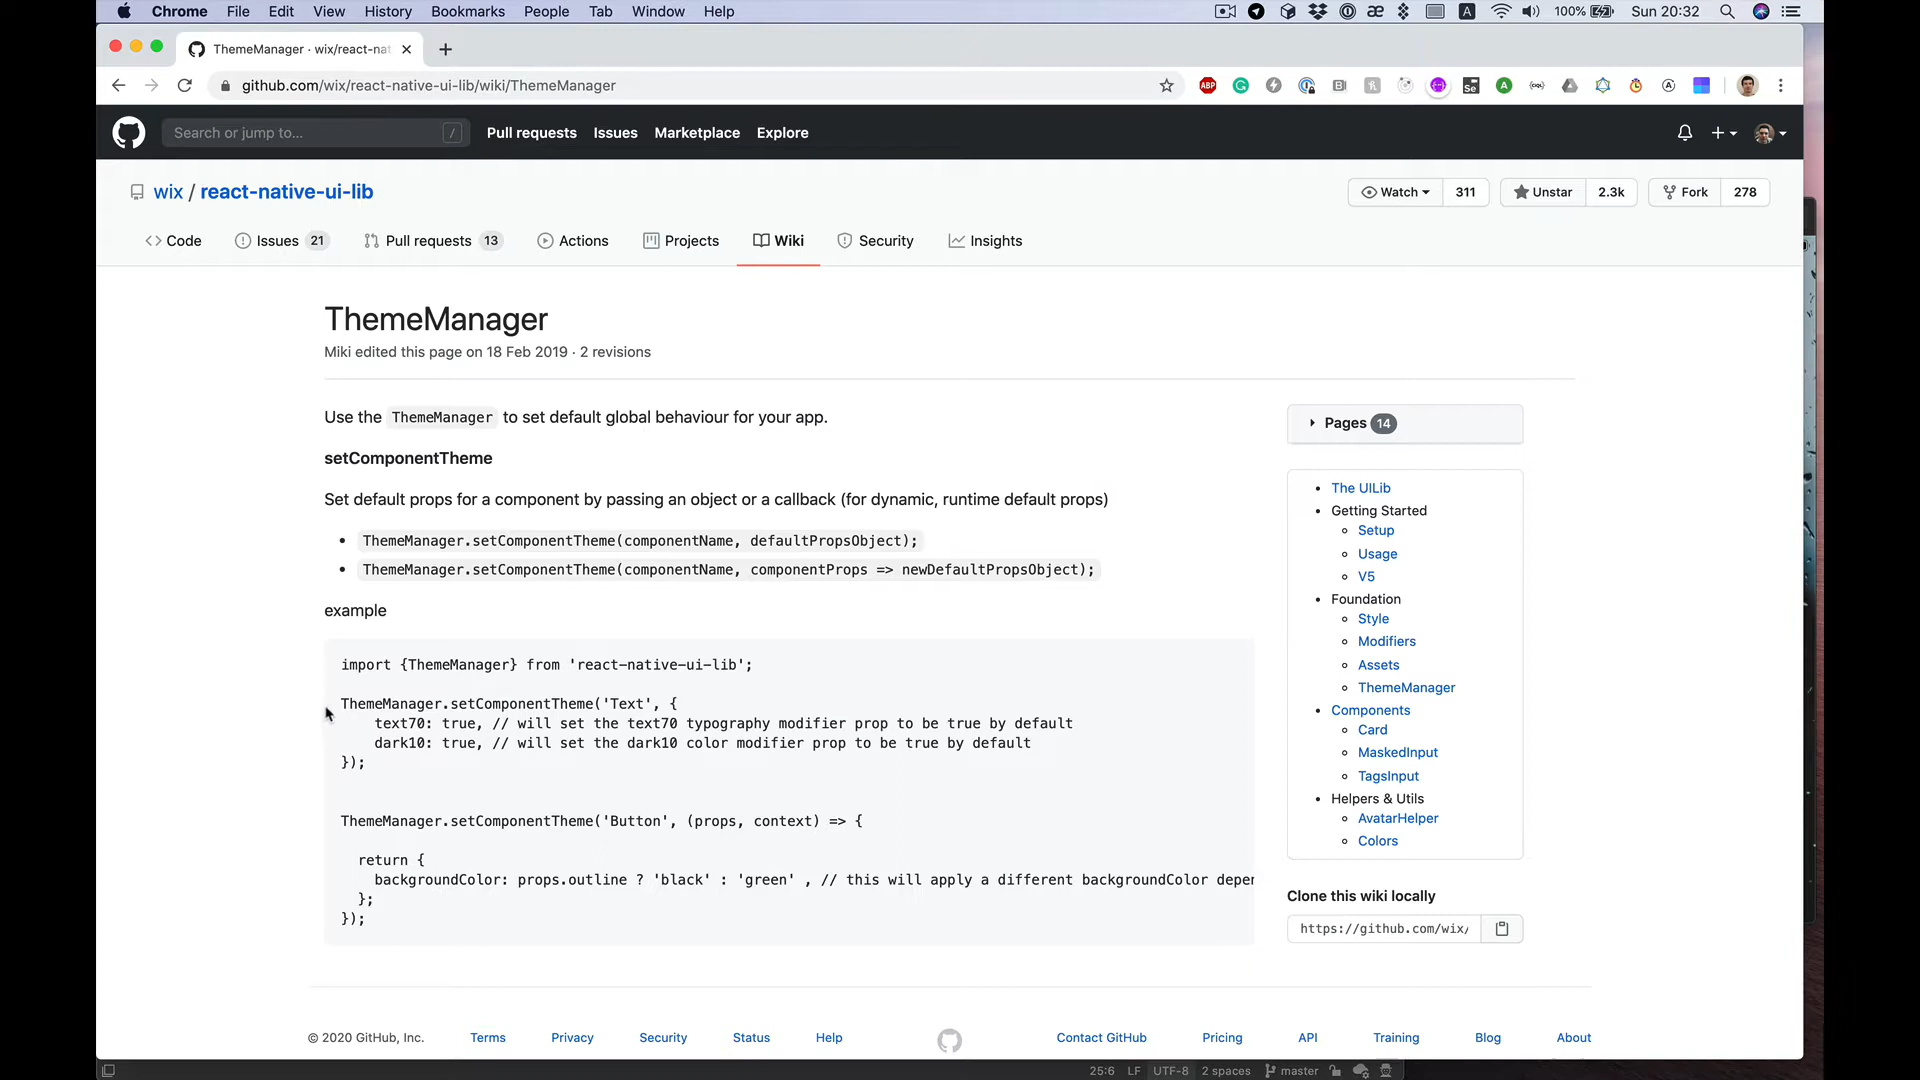 Chrome File Edit View History Bookmarks People Tab Window Help 100% Sun 20:32
ThemeManager · wix/react-nat
github.com/wix/react-native-ui-lib/wiki/ThemeManager
Search or jump to... / Pull requests Issues Marketplace Explore
wix / react-native-ui-lib Watch 311 Unstar 2.3k Fork 278
Code Issues 21 Pull requests 13 Actions Projects Wiki Security Insights
ThemeManager
Miki edited this page on 18 Feb 2019 · 2 revisions
Use the ThemeManager to set default global behaviour for your app.
setComponentTheme
Set default props for a component by passing an object or a callback (for dynamic, runtime default props)
• ThemeManager.setComponentTheme(componentName, defaultPropsObject);
• ThemeManager.setComponentTheme(componentName, componentProps => newDefaultPropsObject);
example
import {ThemeManager} from 'react-native-ui-lib';
ThemeManager.setComponentTheme('Text', {
text70: true, // will set the text70 typography modifier prop to be true by default
dark10: true, // will set the dark10 color modifier prop to be true by default
});
ThemeManager.setComponentTheme('Button', (props, context) => {
return {
backgroundColor: props.outline ? 'black' : 'green' , // this will apply a different backgroundColor depen
};
});
Pages 14
The UILib
Getting Started
Setup
Usage
V5
Foundation
Style
Modifiers
Assets
ThemeManager
Components
Card
MaskedInput
TagsInput
Helpers & Utils
AvatarHelper
Colors
Clone this wiki locally
https://github.com/wix/
© 2020 GitHub, Inc. Terms Privacy Security Status Help Contact GitHub Pricing API Training Blog About
25:6 LF UTF-8 2 spaces master